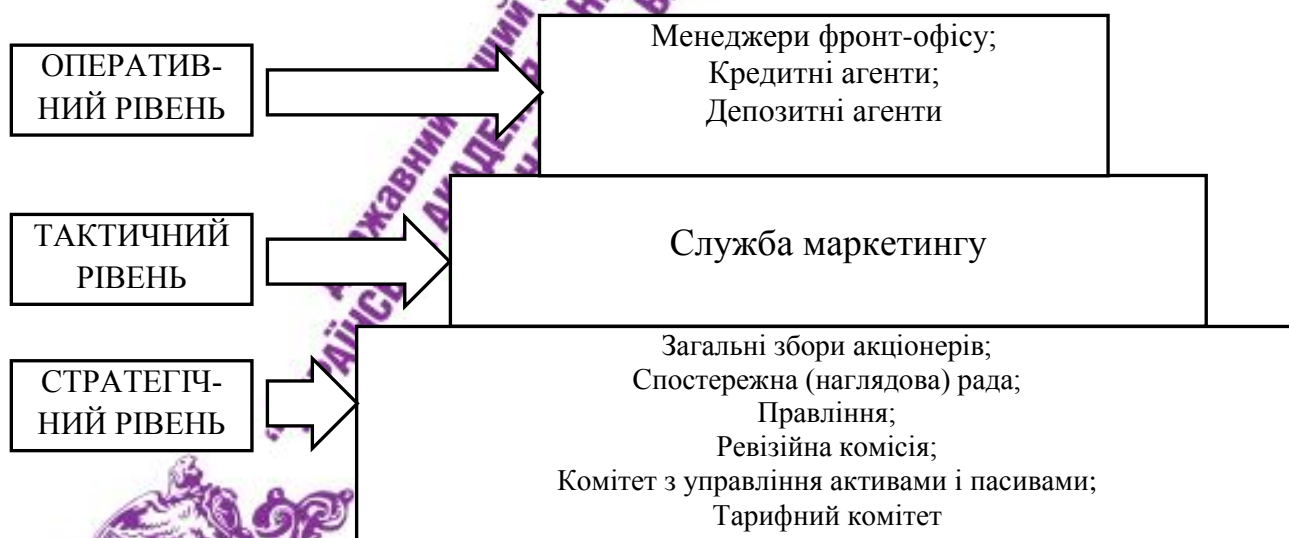 ОПЕРАТИВ-
НИЙ РІВЕНЬ
Менеджери фронт-офісу;
Кредитні агенти;
Депозитні агенти
ТАКТИЧНИЙ
РІВЕНЬ
Служба маркетингу
СТРАТЕГІЧ-
НИЙ РІВЕНЬ
Загальні збори акціонерів;
Спостережна (наглядова) рада;
Правління;
Ревізійна комісія;
Комітет з управління активами і пасивами;
Тарифний комітет